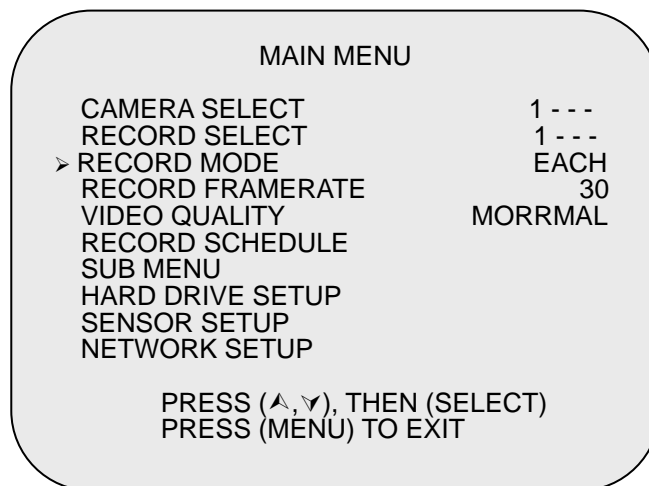 MAIN MENU
CAMERA SELECT 1 - - -
RECORD SELECT 1 - - -
➢ RECORD MODE EACH
RECORD FRAMERATE 30
VIDEO QUALITY MORRMAL
RECORD SCHEDULE
SUB MENU
HARD DRIVE SETUP
SENSOR SETUP
NETWORK SETUP
PRESS (⮝,⮟), THEN (SELECT)
PRESS (MENU) TO EXIT